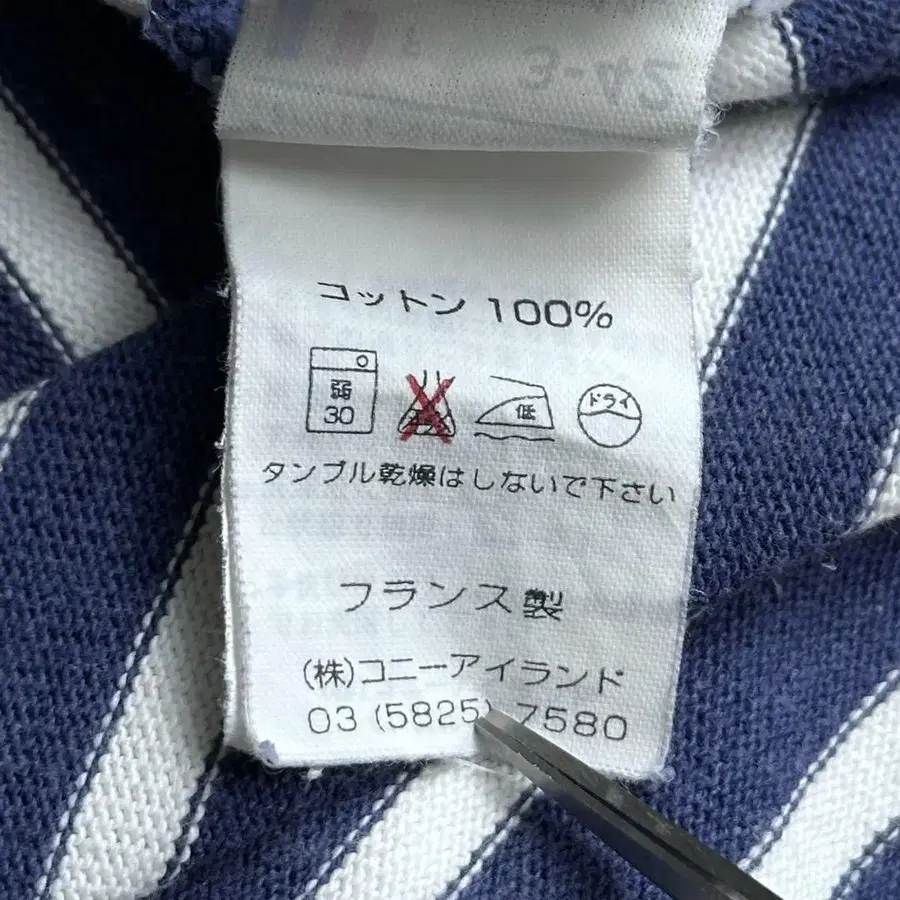 3-42
コットン 100%
弱
30
低
ドライ
タンブル乾燥はしないで下さい
フランス製
(株)コニーアイランド
03 (5825) 7580